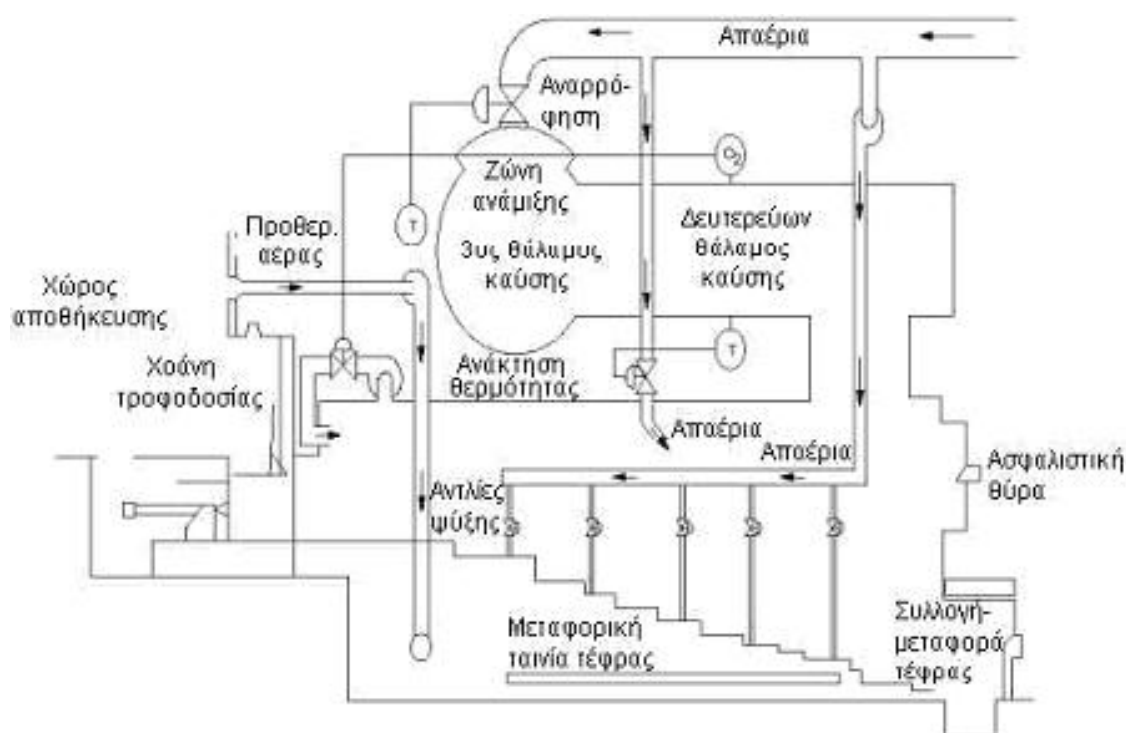 Απαέρια
Αναρρό-
φηση
O2
Ζώνη
ανάμιξης
T
Προθερ.
αερας
3υς θάλαμυς
καύσης
Δευτερεύων
θάλαμος
καύσης
Χώρος
αποθήκευσης
T
Χοάνη
τροφοδοσίας
Ανάκτηση
θερμότητας
Απαέρια
Απαέρια
Ασφαλιστική
θύρα
Αντλίες
ψύξης
Συλλογή-
μεταφορά
τέφρας
Μεταφορική
ταινία τέφρας